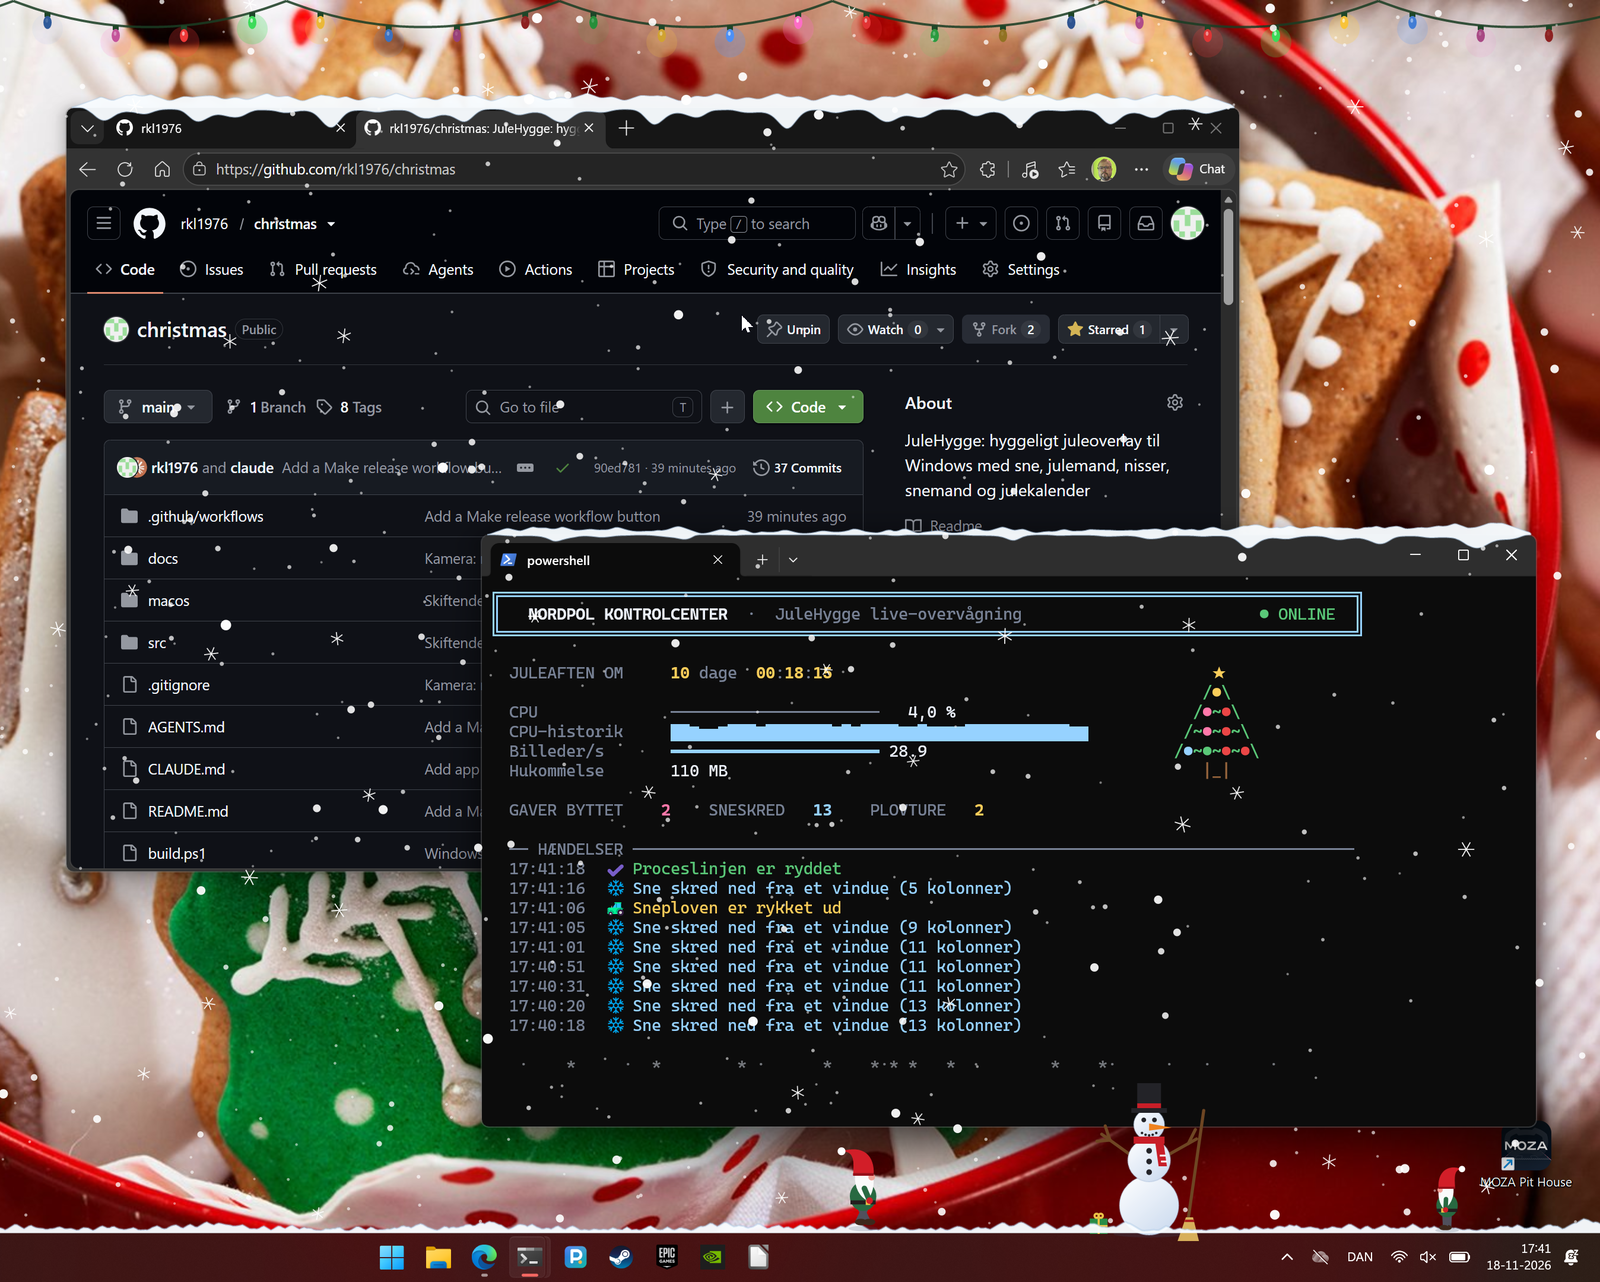 rkl1976
rkl1976/christmas: JuleHygge: hyg
https://github.com/rkl1976/christmas
Chat
rkl1976 / christmas
Type / to search
Code
Issues
Pull requests
Agents
Actions
Projects
Security and quality
Insights
Settings
christmas Public
Unpin
Watch 0
Fork 2
Starred 1
main
1 Branch
8 Tags
Go to file T
Code
About
JuleHygge: hyggeligt juleoverlay til
Windows med sne, julemand, nisser,
snemand og julekalender
Readme
rkl1976 and claude Add a Make release workflow bu... 90ed781 · 39 minutes ago 37 Commits
.github/workflows Add a Make release workflow button 39 minutes ago
docs Kamera:
macos Skiftende
src Skiftende
.gitignore Kamera:
AGENTS.md Add a Ma
CLAUDE.md Add app
README.md Add a Ma
build.ps1 Windows
powershell
NORDPOL KONTROLCENTER JuleHygge live-overvågning ● ONLINE
JULEAFTEN OM 10 dage 00:18:15
CPU 4,0 %
CPU-historik
Billeder/s 28,9
Hukommelse 110 MB
GAVER BYTTET 2 SNESKRED 13 PLOVTURE 2
HÆNDELSER
17:41:18 Proceslinjen er ryddet
17:41:16 Sne skred ned fra et vindue (5 kolonner)
17:41:06 Sneploven er rykket ud
17:41:05 Sne skred ned fra et vindue (9 kolonner)
17:41:01 Sne skred ned fra et vindue (11 kolonner)
17:40:51 Sne skred ned fra et vindue (11 kolonner)
17:40:31 Sne skred ned fra et vindue (11 kolonner)
17:40:20 Sne skred ned fra et vindue (13 kolonner)
17:40:18 Sne skred ned fra et vindue (13 kolonner)
MOZA
MOZA Pit House
EPIC
GAMES
DAN
17:41
18-11-2026